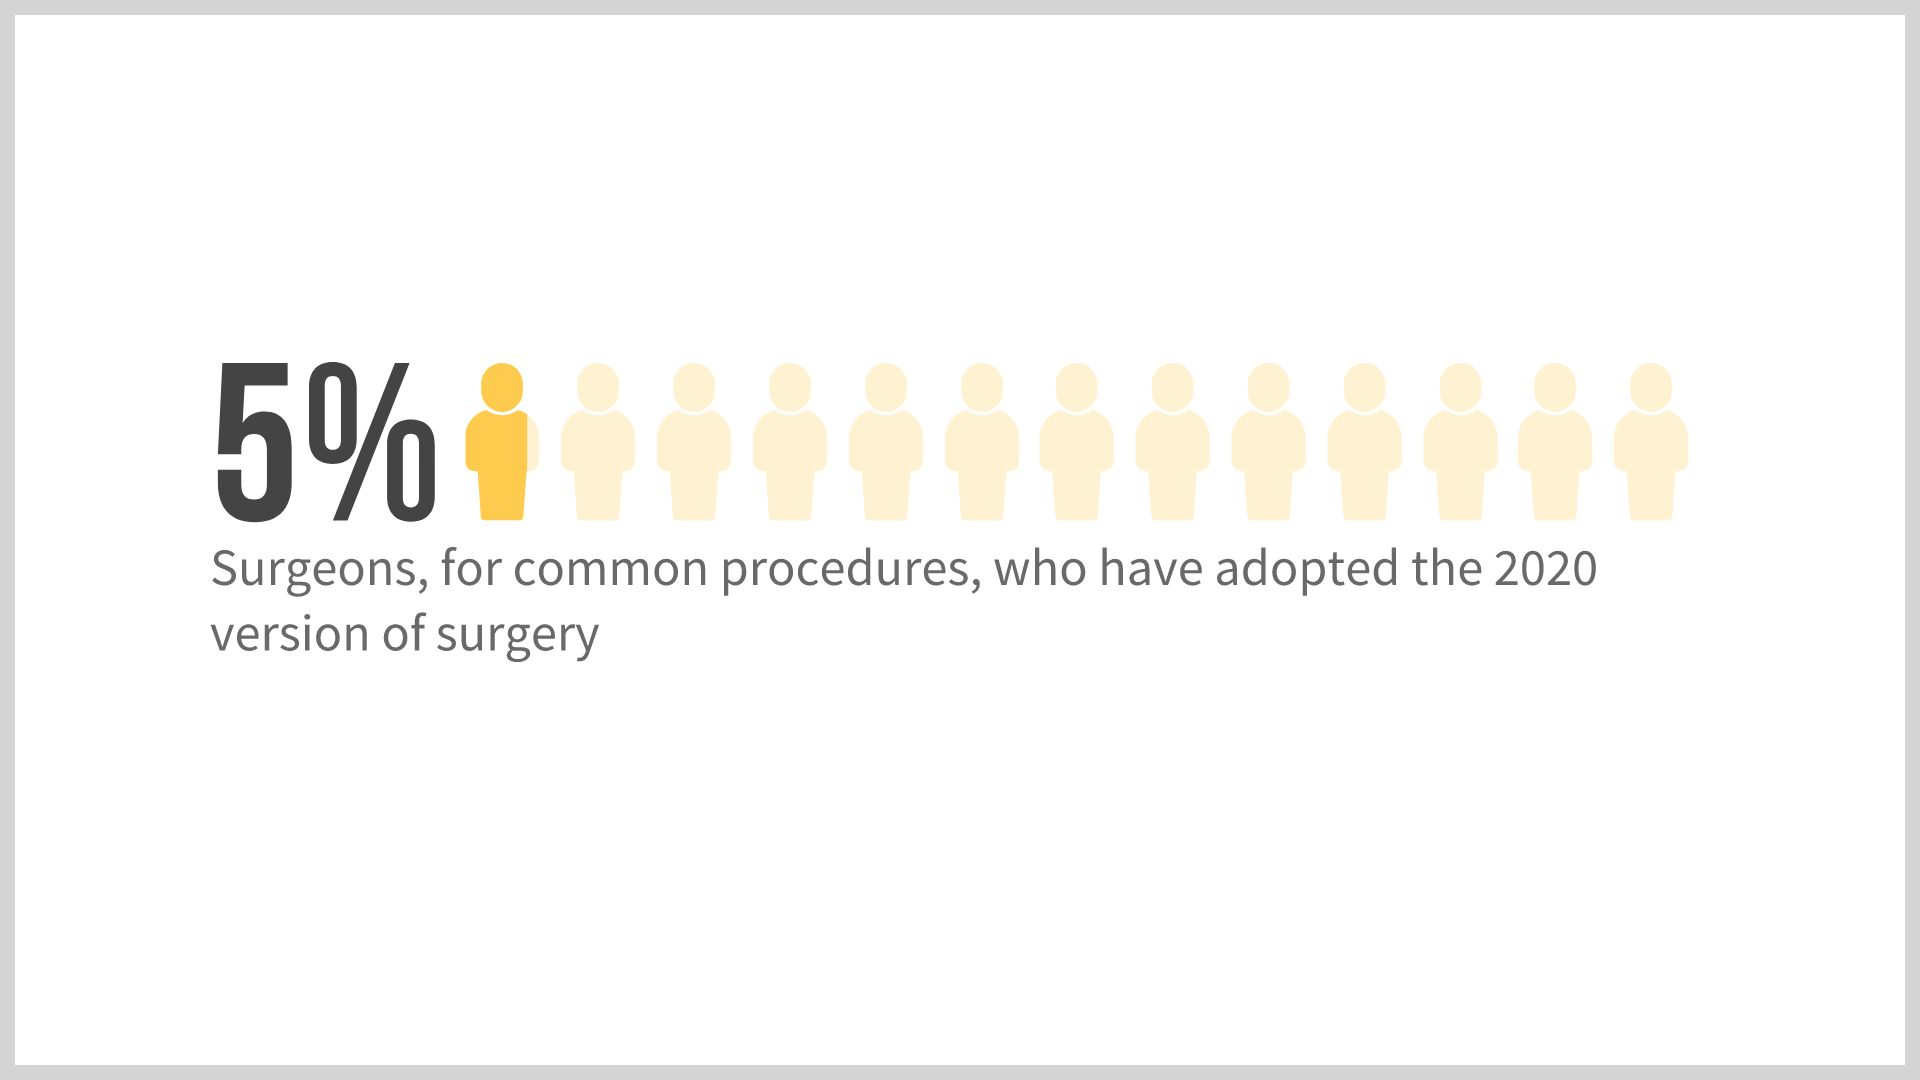 5%
Surgeons, for common procedures, who have adopted the 2020
version of surgery